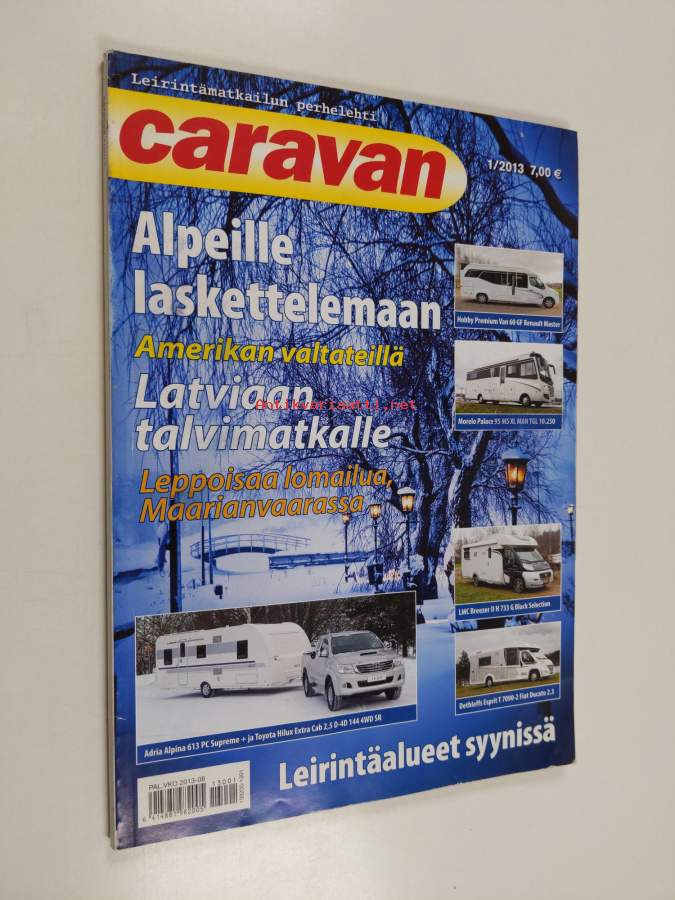 Leirintämatkailun perhelehti
caravan
1/2013 7,00 €
Alpeille
laskettelemaan
Amerikan valtateillä
Latviaan
talvimatkalle
Leppoisaa lomailua,
Maarianvaarassa
Antikvariaatti.net
Hobby Premium Van 60 GF Renault Master
Morelo Palace 95 MS XL MAN TGL 10.250
LMC Breezer II H 733 G Black Selection
Dethleffs Esprit T 7090-2 Fiat Ducato 2.3
Adria Alpina 613 PC Supreme + ja Toyota Hilux Extra Cab 2,5 D-4D 144 4WD SR
Leirintäalueet syynissä
PAL.VKO 2013-08
13001